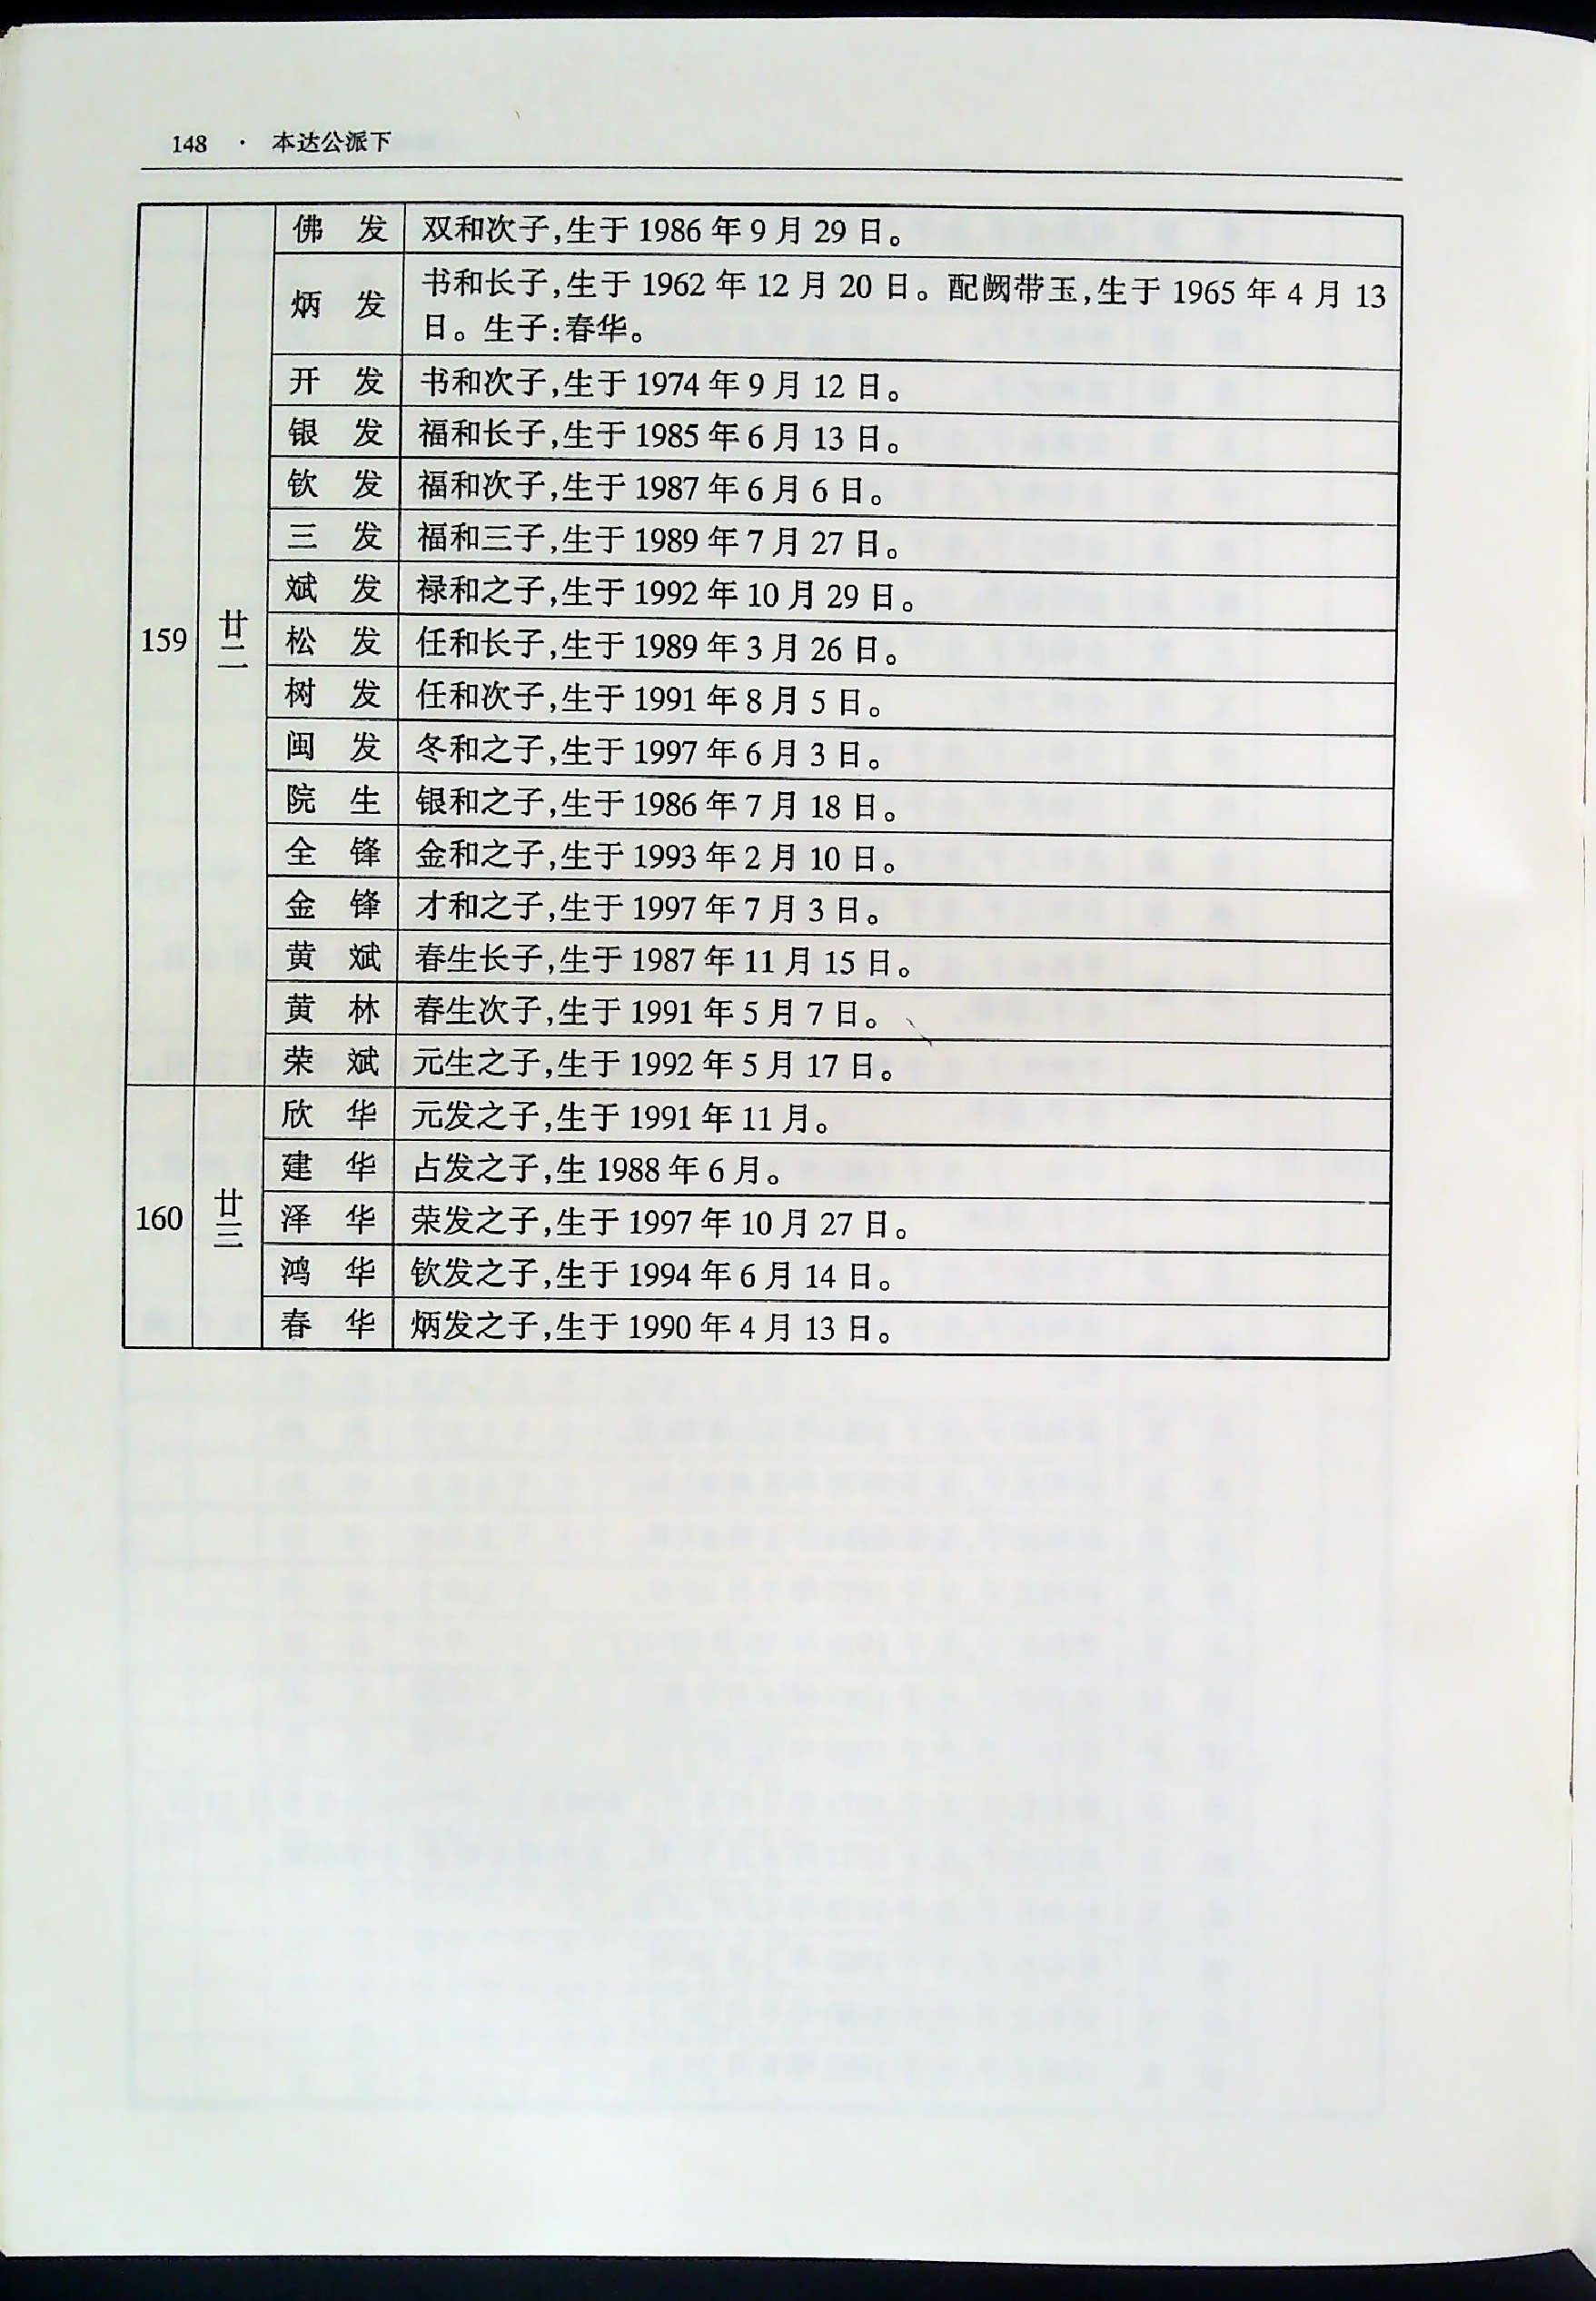 148 · 本达公派下
佛 发 双和次子,生于 1986 年 9 月 29 日。
炳 发 书和长子,生于 1962 年 12 月 20 日。配阙带玉,生于 1965 年 4 月 13
日。生子:春华。
开 发 书和次子,生于 1974 年 9 月 12 日。
银 发 福和长子,生于 1985 年 6 月 13 日。
钦 发 福和次子,生于 1987 年 6 月 6 日。
三 发 福和三子,生于 1989 年 7 月 27 日。
斌 发 禄和之子,生于 1992 年 10 月 29 日。
159 廿二 松 发 任和长子,生于 1989 年 3 月 26 日。
树 发 任和次子,生于 1991 年 8 月 5 日。
闽 发 冬和之子,生于 1997 年 6 月 3 日。
院 生 银和之子,生于 1986 年 7 月 18 日。
全 锋 金和之子,生于 1993 年 2 月 10 日。
金 锋 才和之子,生于 1997 年 7 月 3 日。
黄 斌 春生长子,生于 1987 年 11 月 15 日。
黄 林 春生次子,生于 1991 年 5 月 7 日。
荣 斌 元生之子,生于 1992 年 5 月 17 日。
欣 华 元发之子,生于 1991 年 11 月。
建 华 占发之子,生 1988 年 6 月。
160 廿三 泽 华 荣发之子,生于 1997 年 10 月 27 日。
鸿 华 钦发之子,生于 1994 年 6 月 14 日。
春 华 炳发之子,生于 1990 年 4 月 13 日。